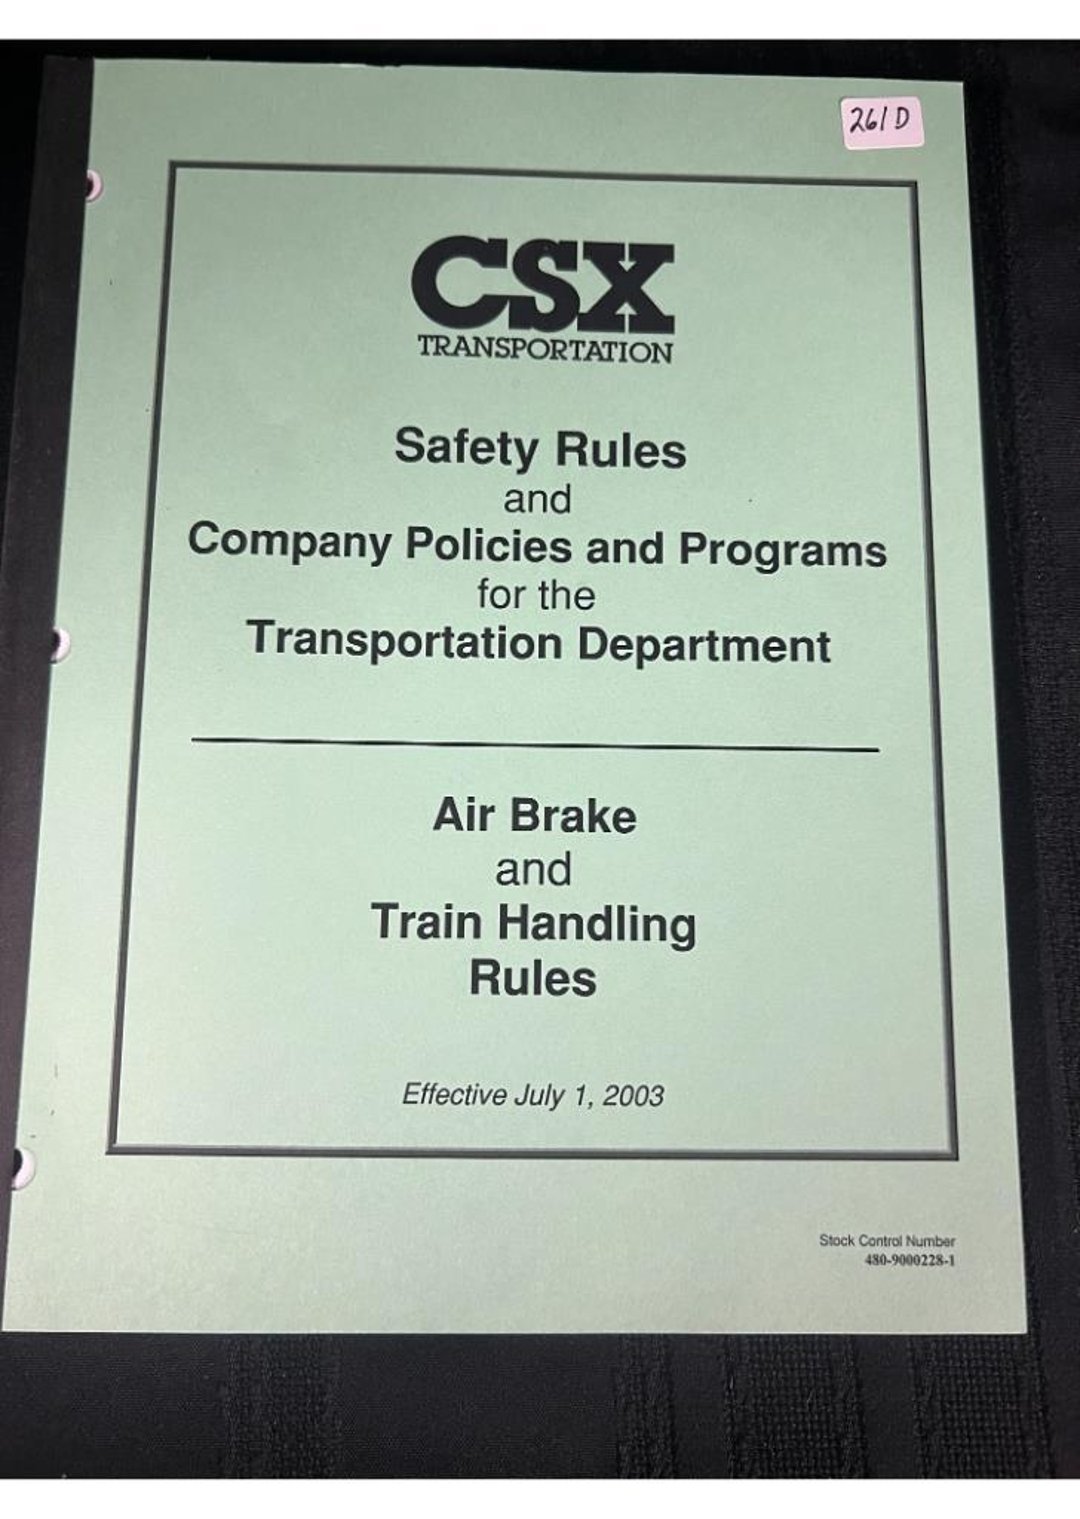 261D
CSX
TRANSPORTATION
Safety Rules
and
Company Policies and Programs
for the
Transportation Department
Air Brake
and
Train Handling
Rules
Effective July 1, 2003
Stock Control Number
480-9000228-1